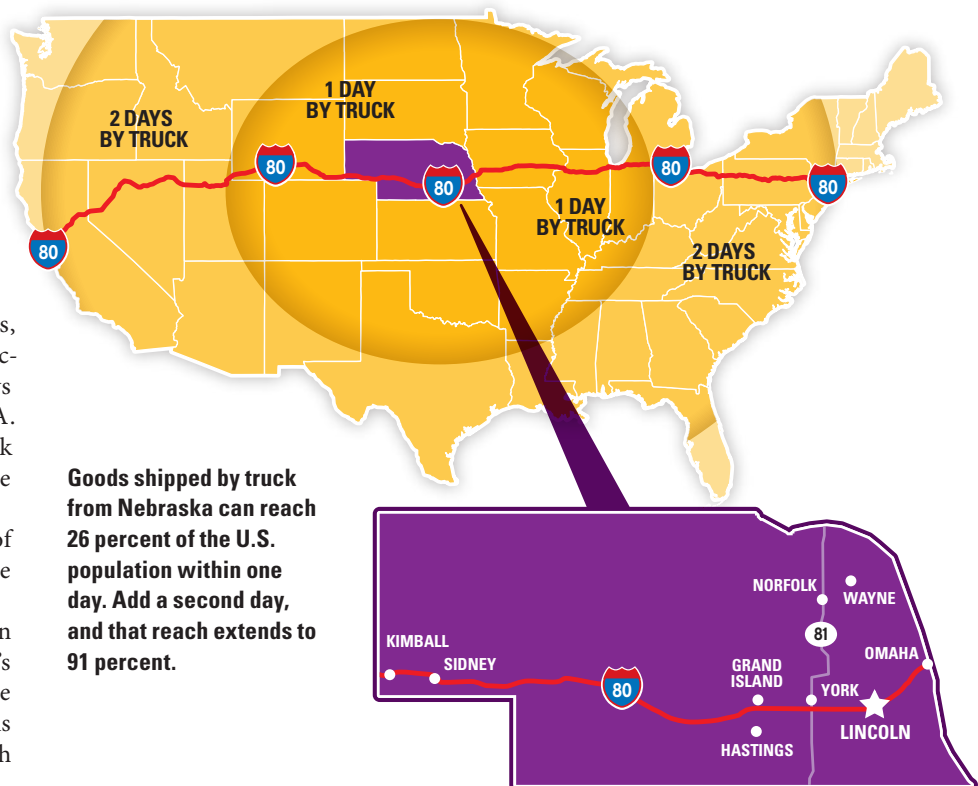 2 DAYS
BY TRUCK
1 DAY
BY TRUCK
80
80
80
80
80
1 DAY
BY TRUCK
2 DAYS
BY TRUCK
s,
c-
s
A.
k
e
of
e
n
's
e
s
h
Goods shipped by truck
from Nebraska can reach
26 percent of the U.S.
population within one
day. Add a second day,
and that reach extends to
91 percent.
NORFOLK
WAYNE
81
KIMBALL
SIDNEY
OMAHA
GRAND
ISLAND
80
YORK
LINCOLN
HASTINGS